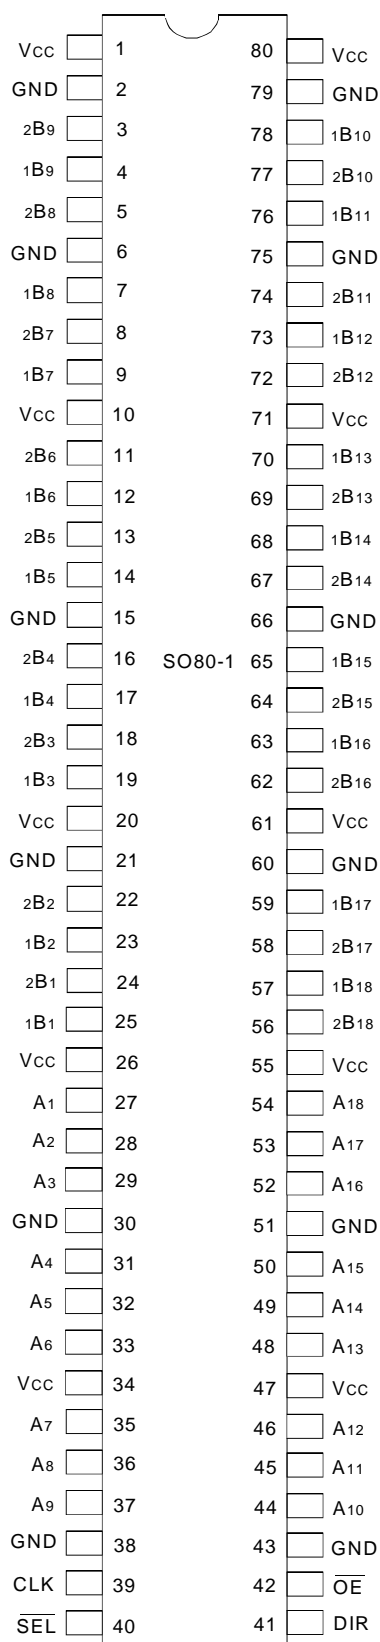 Vcc 1 80 Vcc
GND 2 79 GND
2B9 3 78 1B10
1B9 4 77 2B10
2B8 5 76 1B11
GND 6 75 GND
1B8 7 74 2B11
2B7 8 73 1B12
1B7 9 72 2B12
Vcc 10 71 Vcc
2B6 11 70 1B13
1B6 12 69 2B13
2B5 13 68 1B14
1B5 14 67 2B14
GND 15 66 GND
2B4 16 SO80-1 65 1B15
1B4 17 64 2B15
2B3 18 63 1B16
1B3 19 62 2B16
Vcc 20 61 Vcc
GND 21 60 GND
2B2 22 59 1B17
1B2 23 58 2B17
2B1 24 57 1B18
1B1 25 56 2B18
Vcc 26 55 Vcc
A1 27 54 A18
A2 28 53 A17
A3 29 52 A16
GND 30 51 GND
A4 31 50 A15
A5 32 49 A14
A6 33 48 A13
Vcc 34 47 Vcc
A7 35 46 A12
A8 36 45 A11
A9 37 44 A10
GND 38 43 GND
CLK 39 42 O̅E̅
S̅E̅L̅ 40 41 DIR